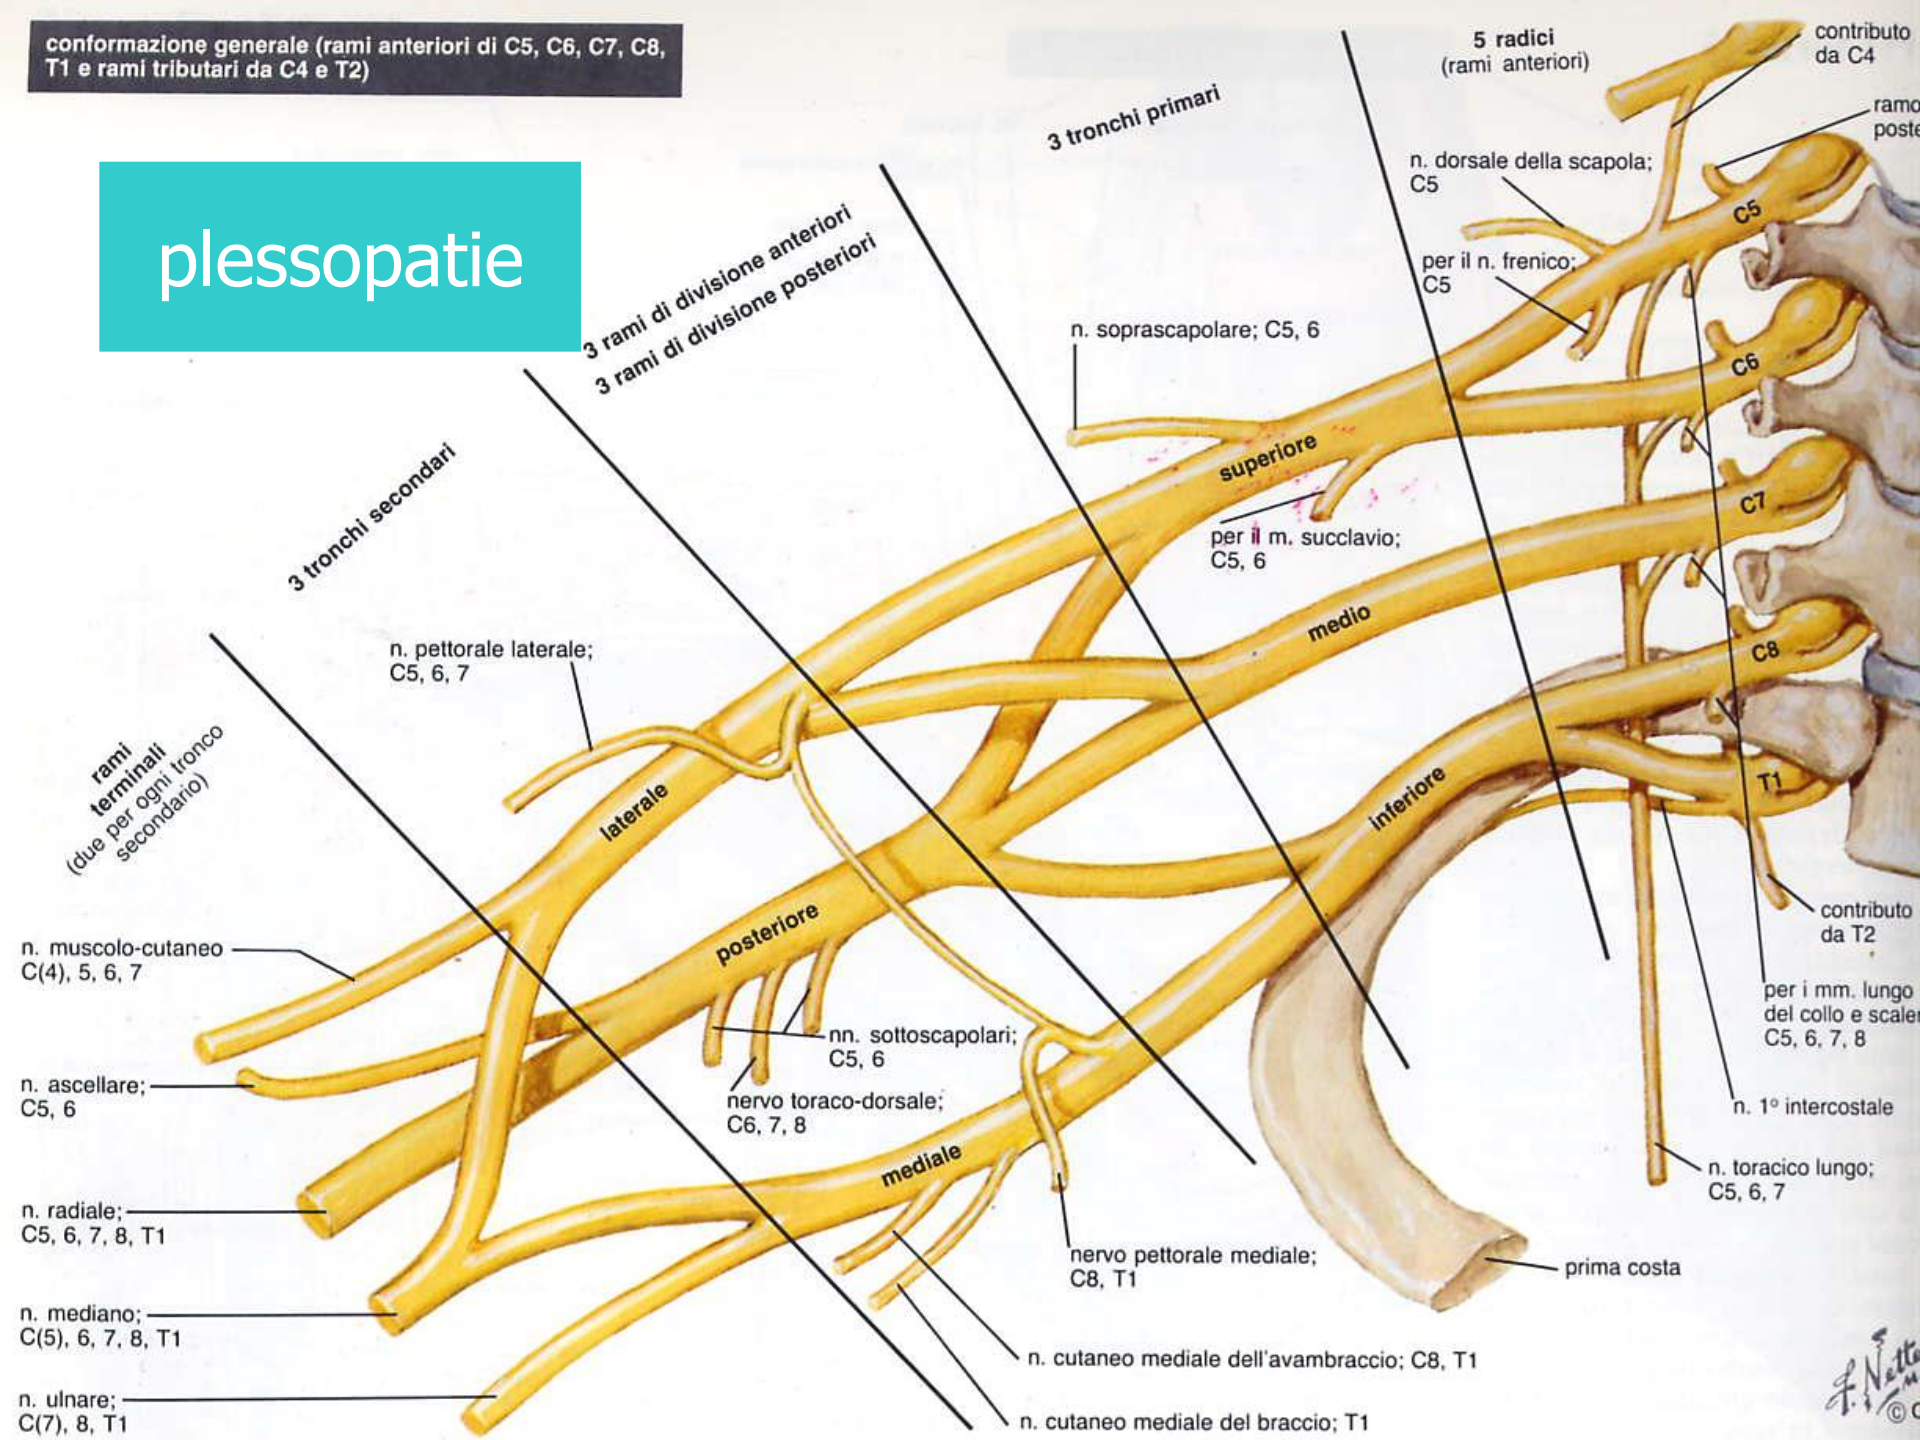 conformazione generale (rami anteriori di C5, C6, C7, C8,
T1 e rami tributari da C4 e T2)
plessopatie
5 radici
(rami anteriori)
contributo
da C4
3 tronchi primari
n. dorsale della scapola;
C5
C5
per il n. frenico;
C5
3 rami di divisione anteriori
3 rami di divisione posteriori
n. soprascapolare; C5, 6
C6
superiore
3 tronchi secondari
C7
per il m. succlavio;
C5, 6
medio
n. pettorale laterale;
C5, 6, 7
C8
rami
terminali
(due per ogni tronco
secondario)
T1
laterale
inferiore
posteriore
contributo
da T2
n. muscolo-cutaneo
C(4), 5, 6, 7
per i mm. lungo
del collo e
C5, 6, 7, 8
nn. sottoscapolari;
C5, 6
n. ascellare;
C5, 6
nervo toraco-dorsale;
C6, 7, 8
n. 1º intercostale
mediale
n. toracico lungo;
C5, 6, 7
n. radiale;
C5, 6, 7, 8, T1
nervo pettorale mediale;
C8, T1
prima costa
n. mediano;
C(5), 6, 7, 8, T1
n. cutaneo mediale dell'avambraccio; C8, T1
n. ulnare;
C(7), 8, T1
n. cutaneo mediale del braccio; T1
©